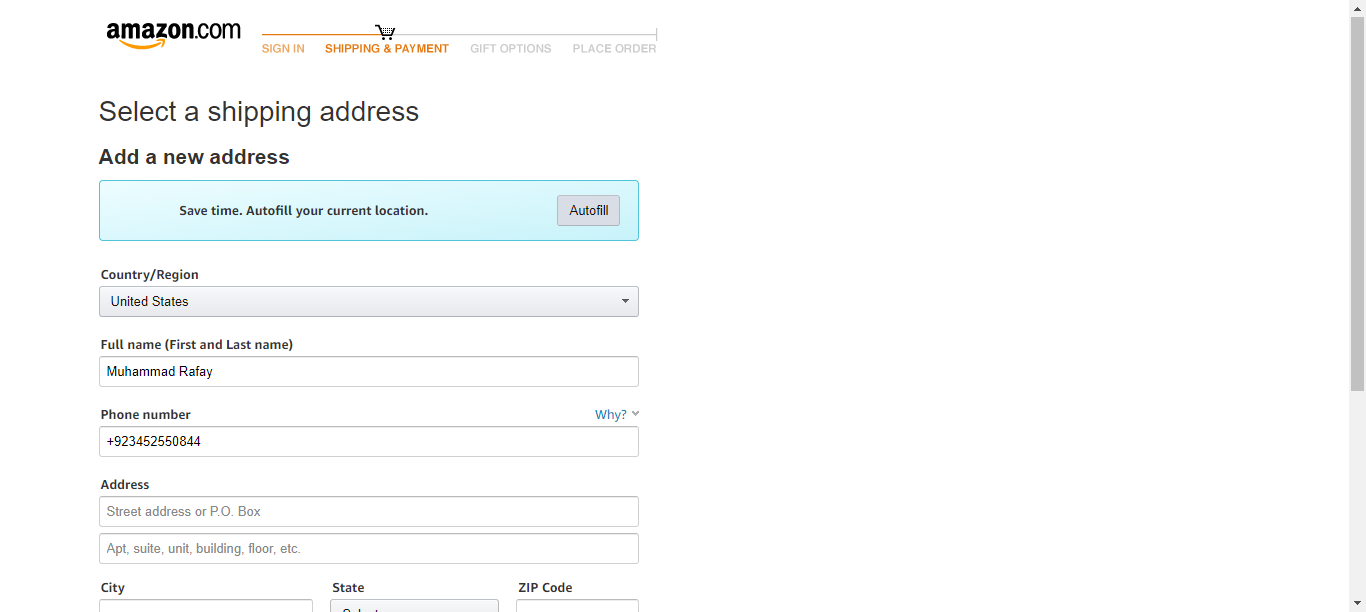 amazon.com
SIGN IN SHIPPING & PAYMENT GIFT OPTIONS PLACE ORDER
Select a shipping address
Add a new address
Save time. Autofill your current location. Autofill
Country/Region
United States
Full name (First and Last name)
Muhammad Rafay
Phone number Why?
+923452550844
Address
Street address or P.O. Box
Apt, suite, unit, building, floor, etc.
City State ZIP Code